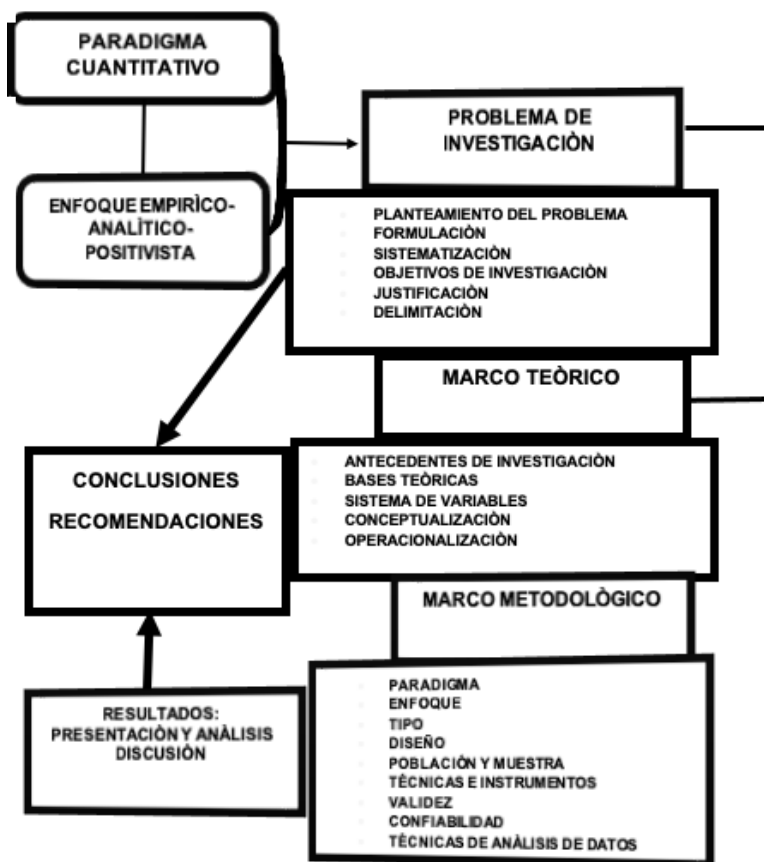 PARADIGMA
CUANTITATIVO
ENFOQUE EMPIRÌCO-
ANALÌTICO-
POSITIVISTA
PROBLEMA DE
INVESTIGACIÒN
PLANTEAMIENTO DEL PROBLEMA
FORMULACIÒN
SISTEMATIZACIÒN
OBJETIVOS DE INVESTIGACIÒN
JUSTIFICACIÒN
DELIMITACIÒN
MARCO TEÒRICO
ANTECEDENTES DE INVESTIGACIÒN
BASES TEÒRICAS
SISTEMA DE VARIABLES
CONCEPTUALIZACIÒN
OPERACIONALIZACIÒN
CONCLUSIONES
RECOMENDACIONES
MARCO METODOLÒGICO
PARADIGMA
ENFOQUE
TIPO
DISEÑO
POBLACIÒN Y MUESTRA
TÈCNICAS E INSTRUMENTOS
VALIDEZ
CONFIABILIDAD
TÈCNICAS DE ANÀLISIS DE DATOS
RESULTADOS:
PRESENTACIÒN Y ANÀLISIS
DISCUSIÒN